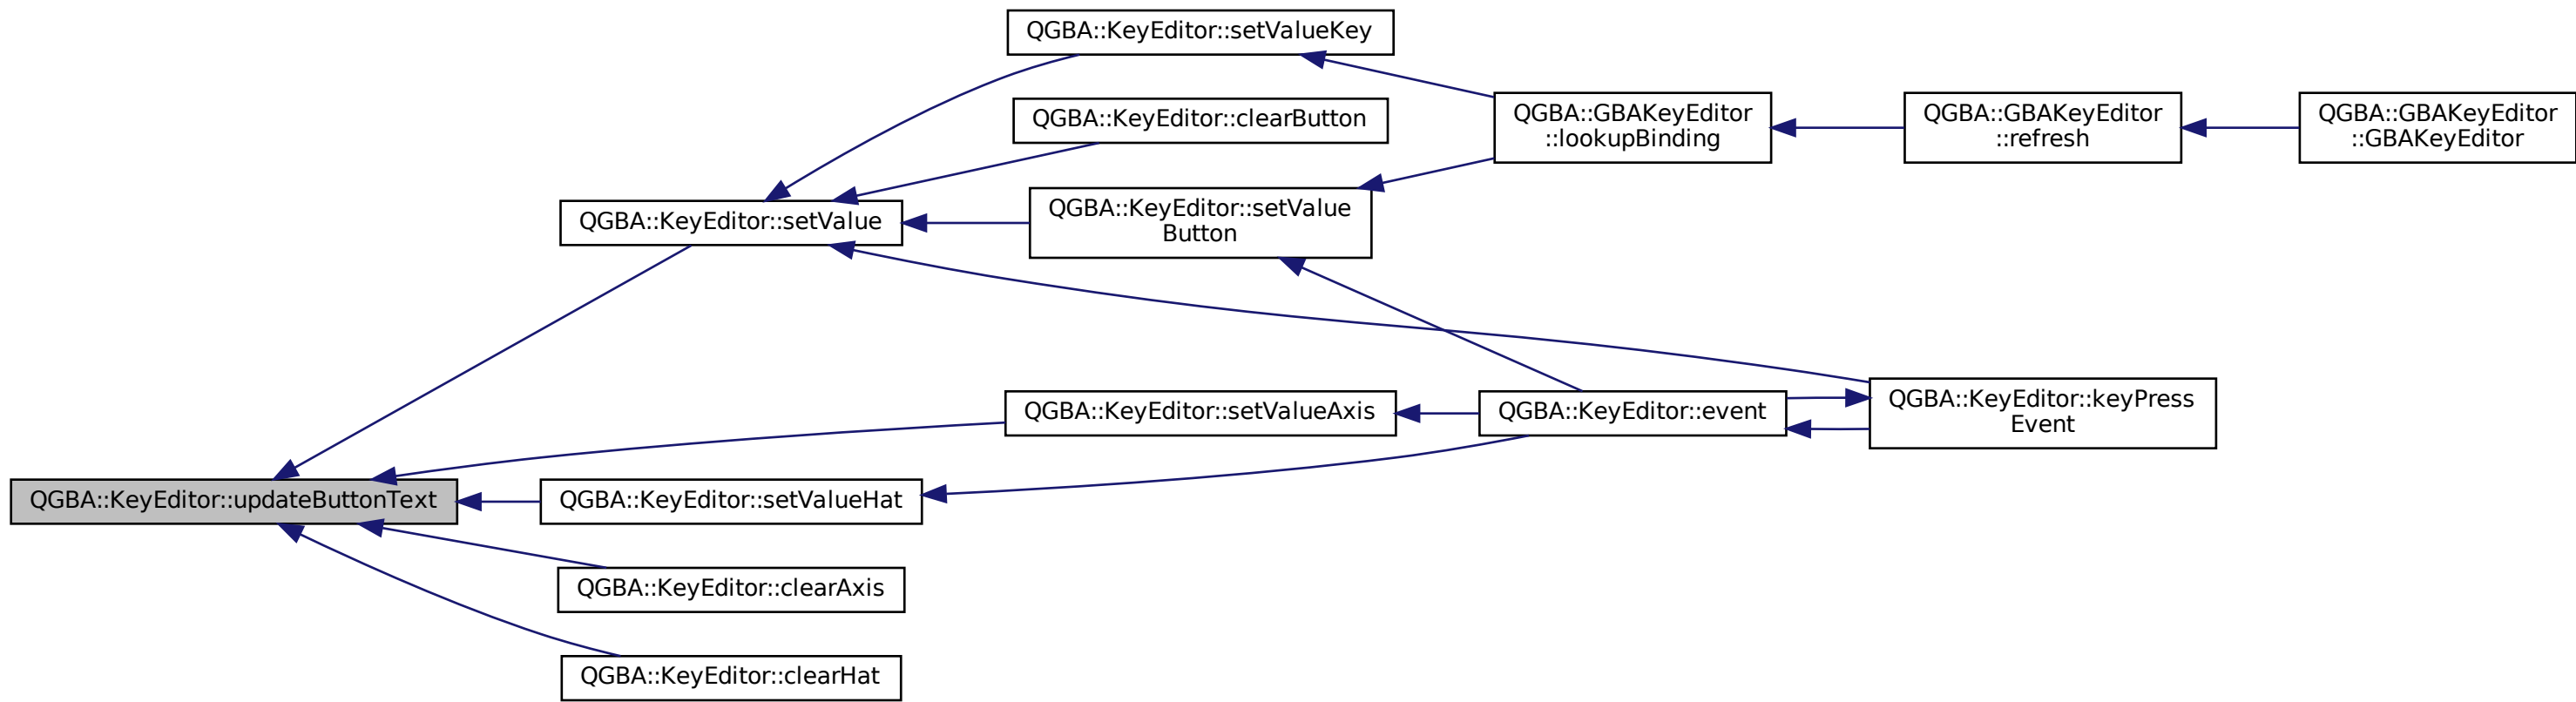 QGBA::KeyEditor::setValueKey
QGBA::KeyEditor::clearButton
QGBA::GBAKeyEditor
::lookupBinding
QGBA::GBAKeyEditor
::refresh
QGBA::GBAKeyEditor
::GBAKeyEditor
QGBA::KeyEditor::setValue
QGBA::KeyEditor::setValue
Button
QGBA::KeyEditor::setValueAxis
QGBA::KeyEditor::event
QGBA::KeyEditor::keyPress
Event
QGBA::KeyEditor::updateButtonText
QGBA::KeyEditor::setValueHat
QGBA::KeyEditor::clearAxis
QGBA::KeyEditor::clearHat